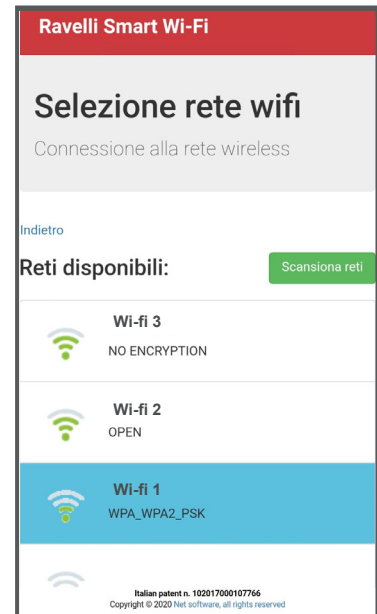 Ravelli Smart Wi-Fi
Selezione rete wifi
Connessione alla rete wireless
Indietro
Reti disponibili:
Scansiona reti
Wi-fi 3
NO ENCRYPTION
Wi-fi 2
OPEN
Wi-fi 1
WPA_WPA2_PSK
Italian patent n. 102017000107766
Copyright © 2020 Net software, all rights reserved